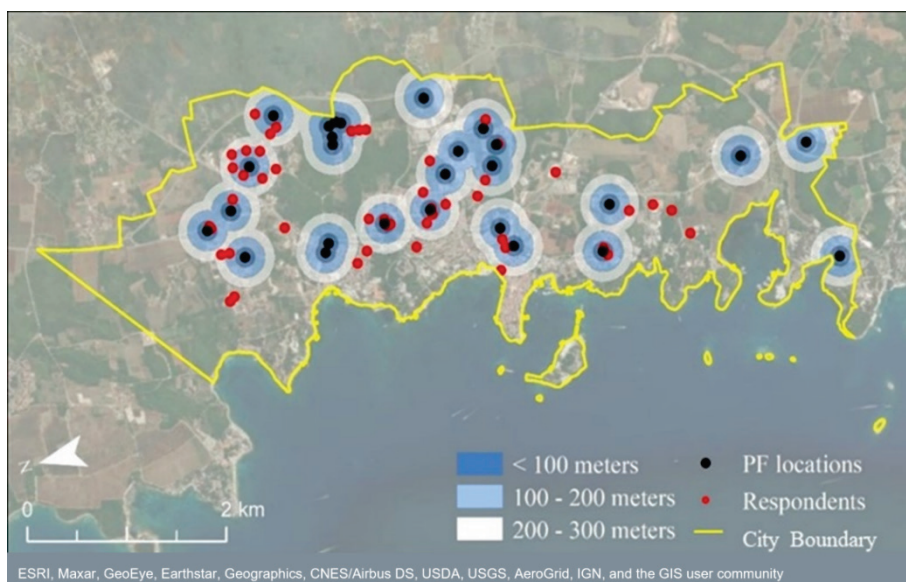 N
0
2 km
< 100 meters
100 - 200 meters
200 - 300 meters
PF locations
Respondents
City Boundary
ESRI, Maxar, GeoEye, Earthstar, Geographics, CNES/Airbus DS, USDA, USGS, AeroGrid, IGN, and the GIS user community